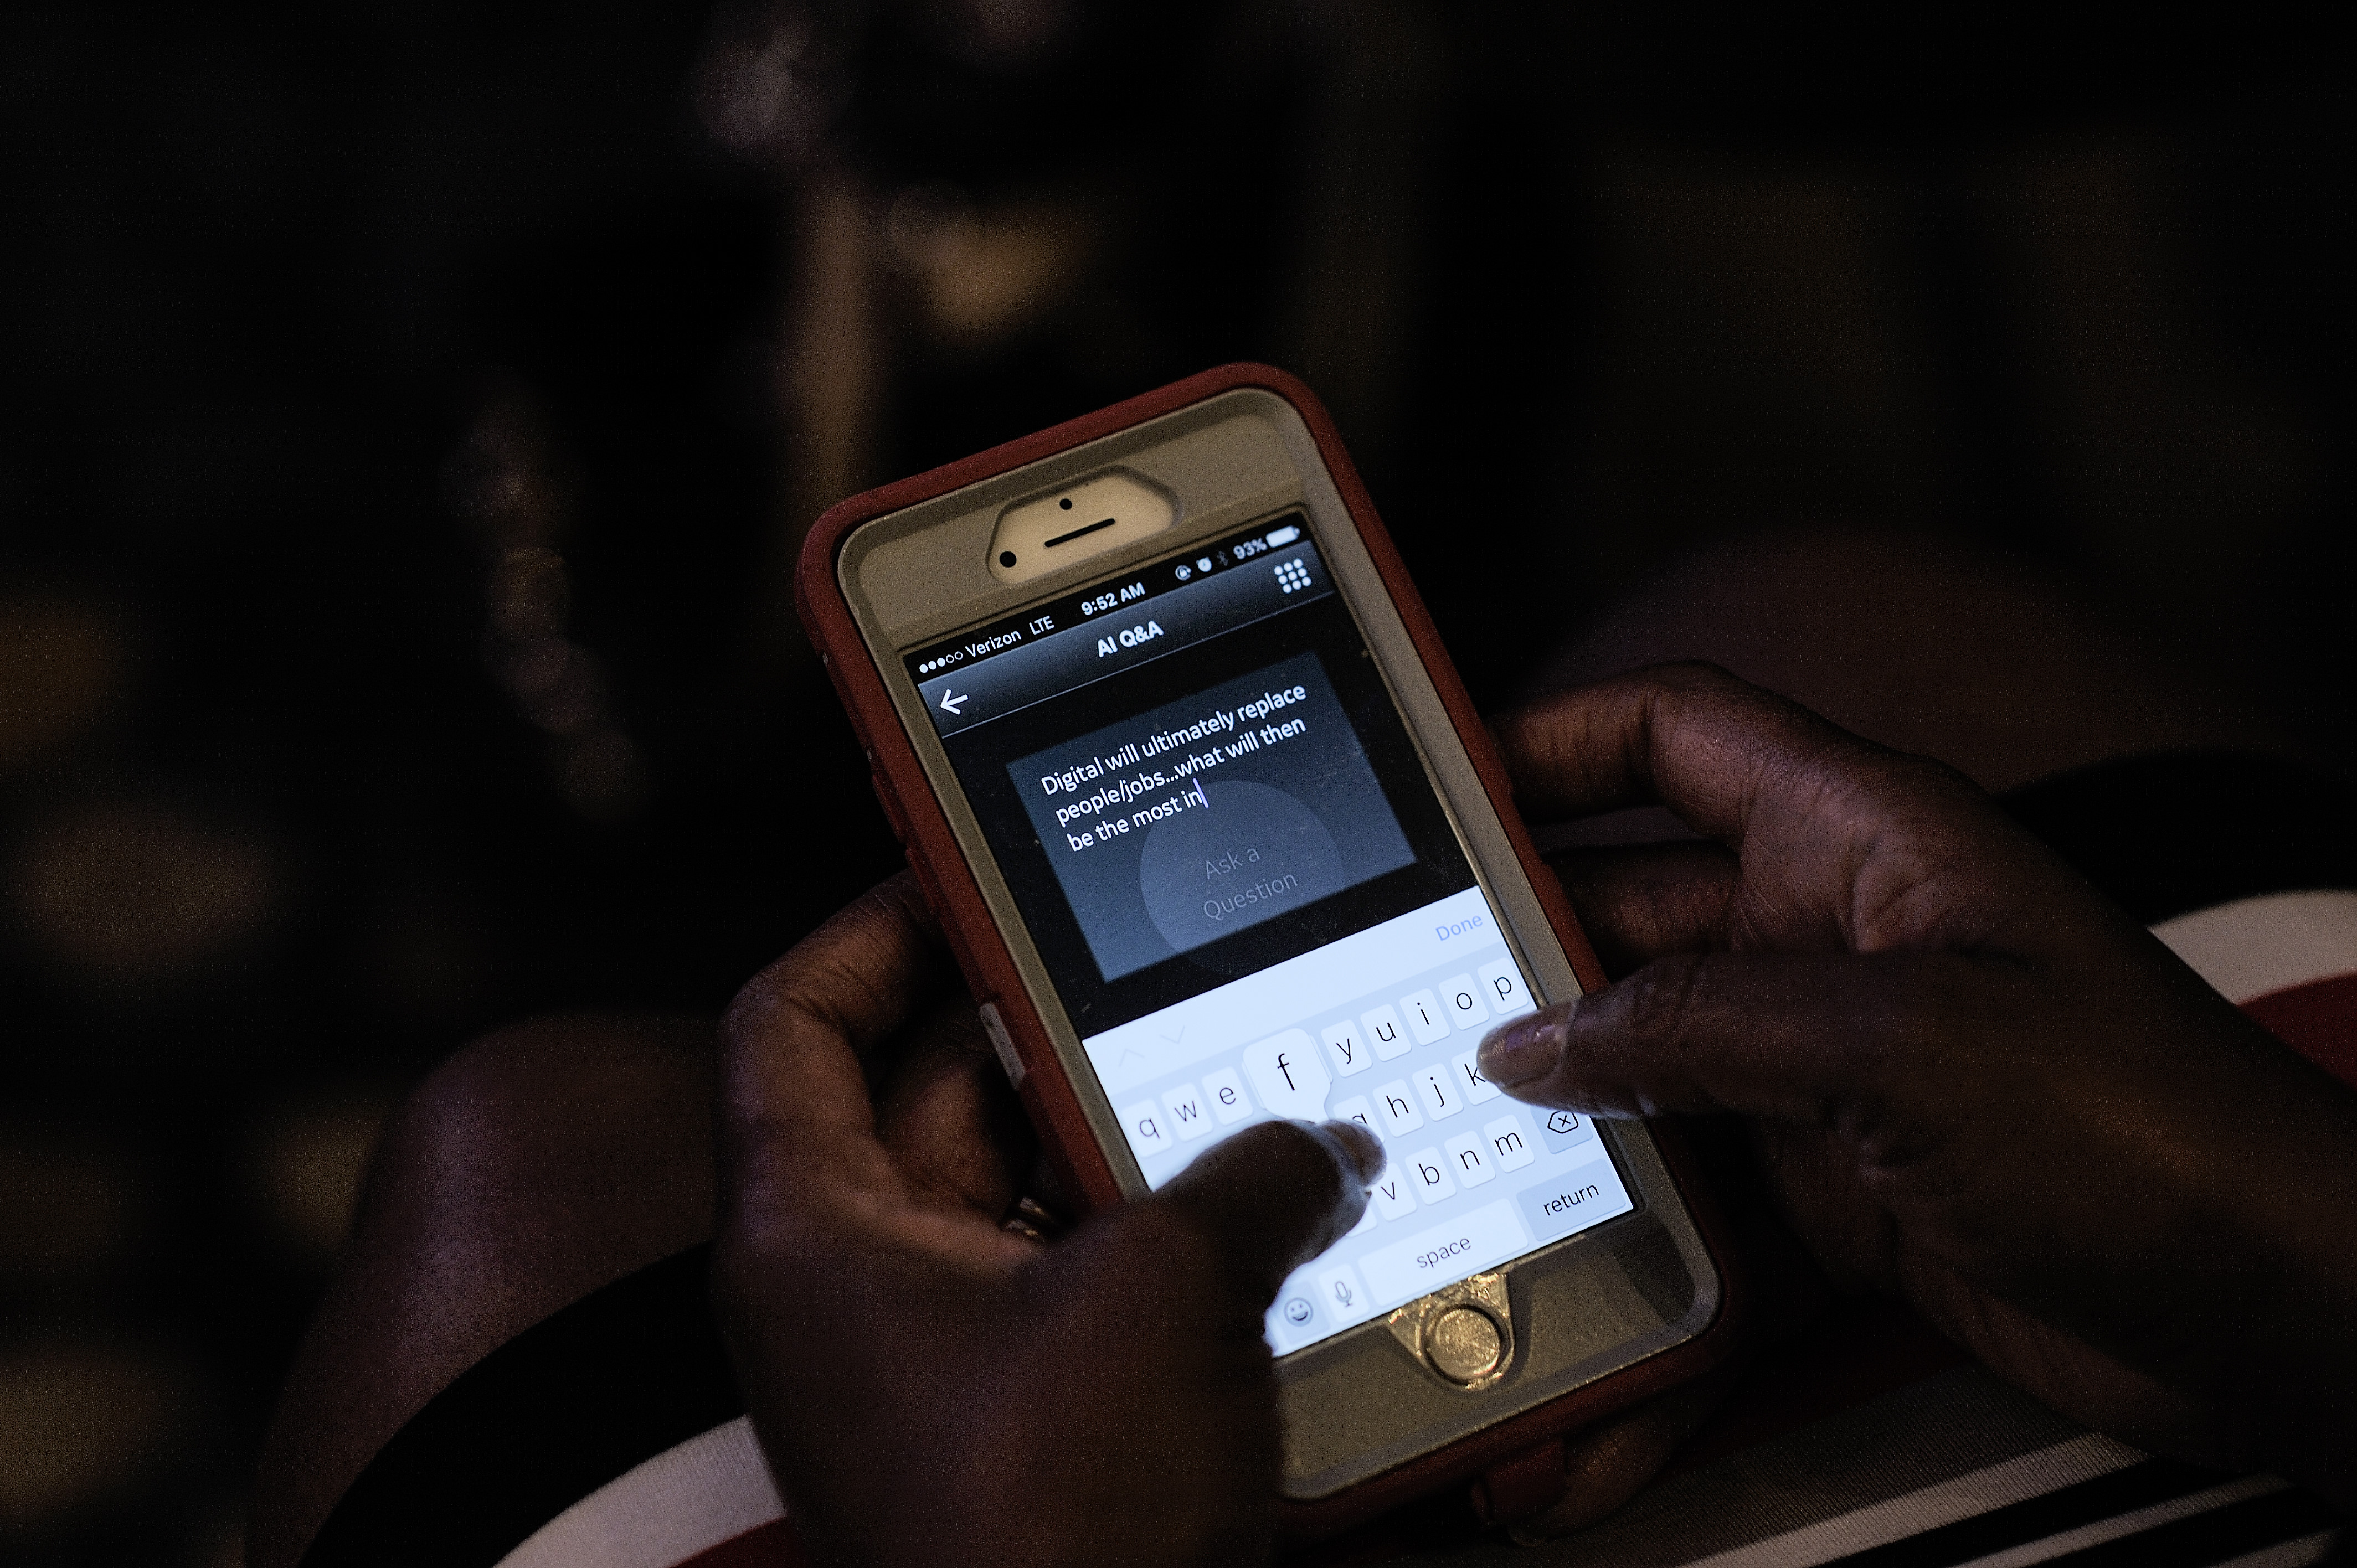 Verizon LTE 9:52 AM 93%
AI Q&A
Digital will ultimately replace
people/jobs...what will then
be the most in
Ask a
Question
Done
q w e f y u i o p
g h j k
v b n m
space return